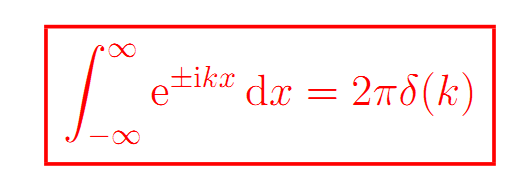 ∫_{-∞}^{∞} e^{±ikx} dx = 2πδ(k)